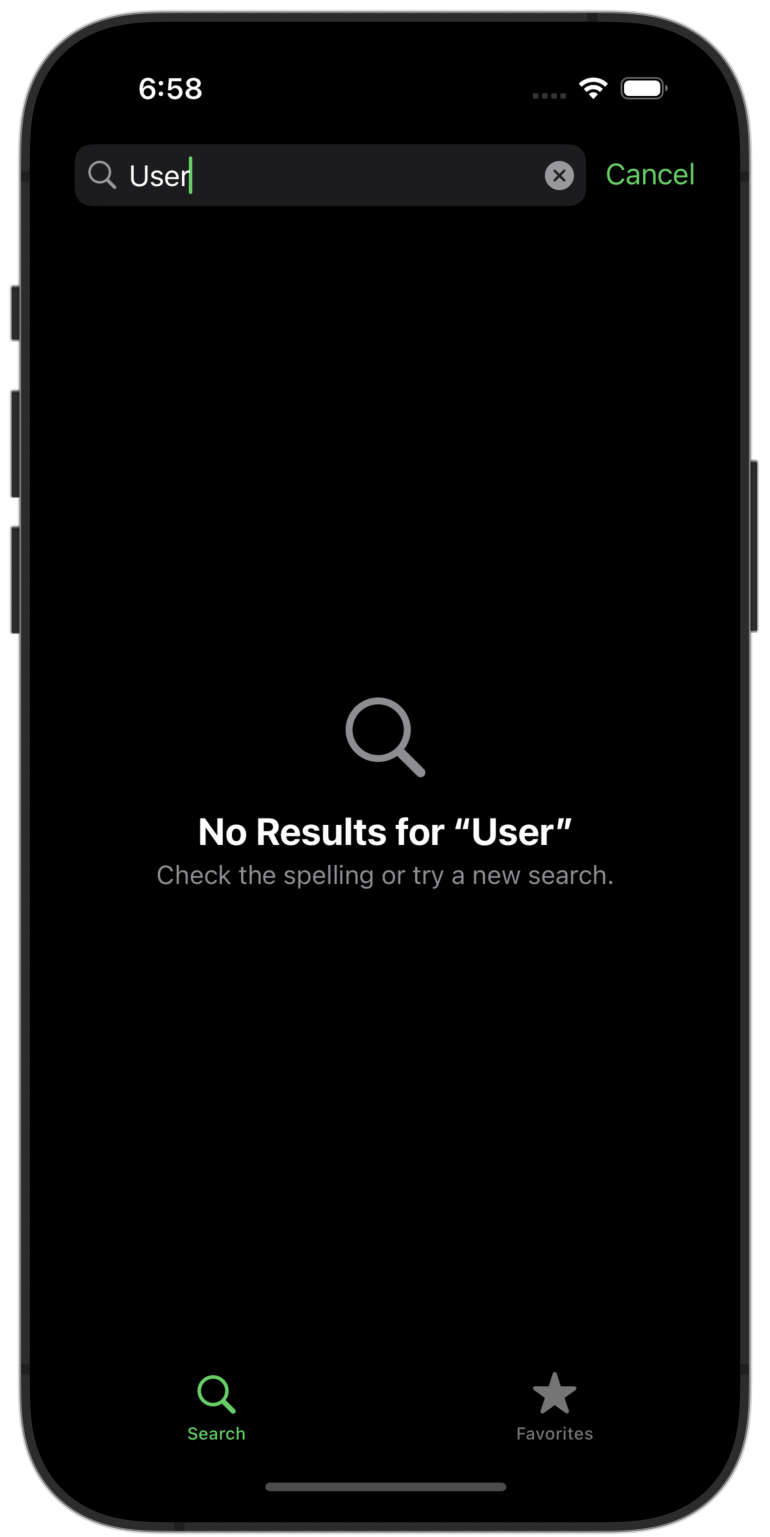 6:58
User
Cancel
No Results for “User”
Check the spelling or try a new search.
Search
Favorites